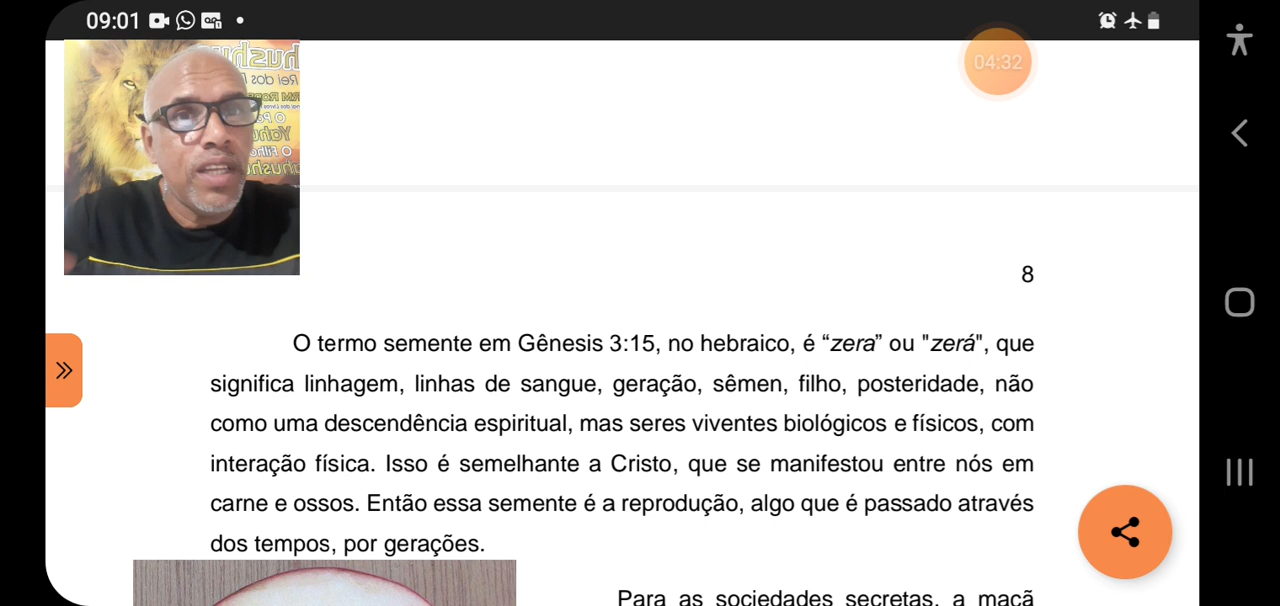 09:01
04:32
8
O termo semente em Gênesis 3:15, no hebraico, é “zera” ou "zerá", que
significa linhagem, linhas de sangue, geração, sêmen, filho, posteridade, não
como uma descendência espiritual, mas seres viventes biológicos e físicos, com
interação física. Isso é semelhante a Cristo, que se manifestou entre nós em
carne e ossos. Então essa semente é a reprodução, algo que é passado através
dos tempos, por gerações.
Para as sociedades secretas, a maçã